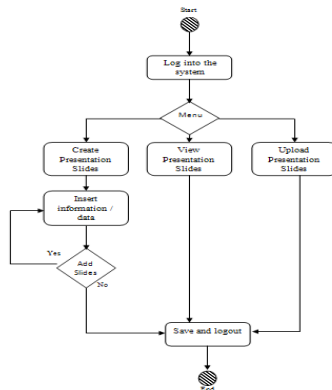 Start
Log into the
system
Menu
Create
Presentation
Slides
View
Presentation
Slides
Upload
Presentation
Slides
Insert
information /
data
Yes
Add
Slides
No
Save and logout
End